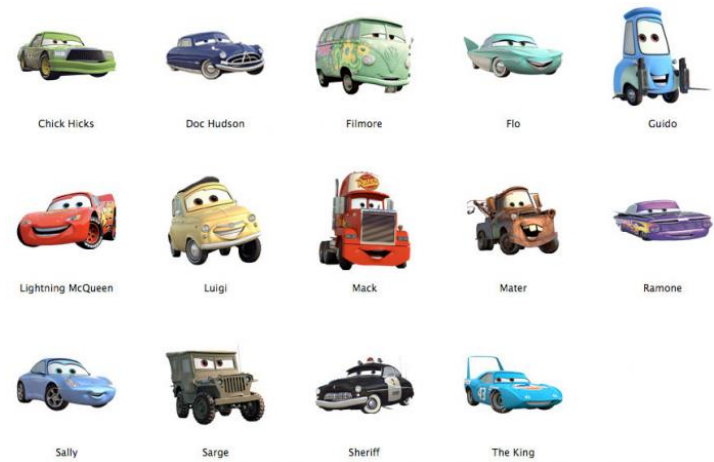 Chick Hicks
Doc Hudson
Filmore
Flo
Guido
Lightning McQueen
Luigi
Mack
Mater
Ramone
Sally
Sarge
Sheriff
The King